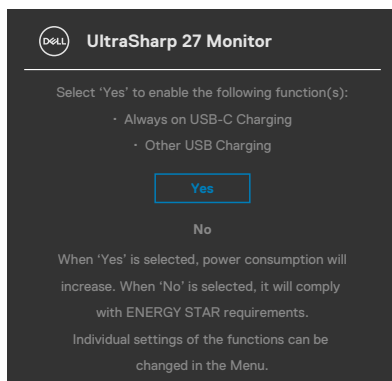 DELL UltraSharp 27 Monitor
Select ‘Yes’ to enable the following function(s):
· Always on USB-C Charging
· Other USB Charging
Yes
No
When ‘Yes’ is selected, power consumption will
increase. When ‘No’ is selected, it will comply
with ENERGY STAR requirements.
Individual settings of the functions can be
changed in the Menu.